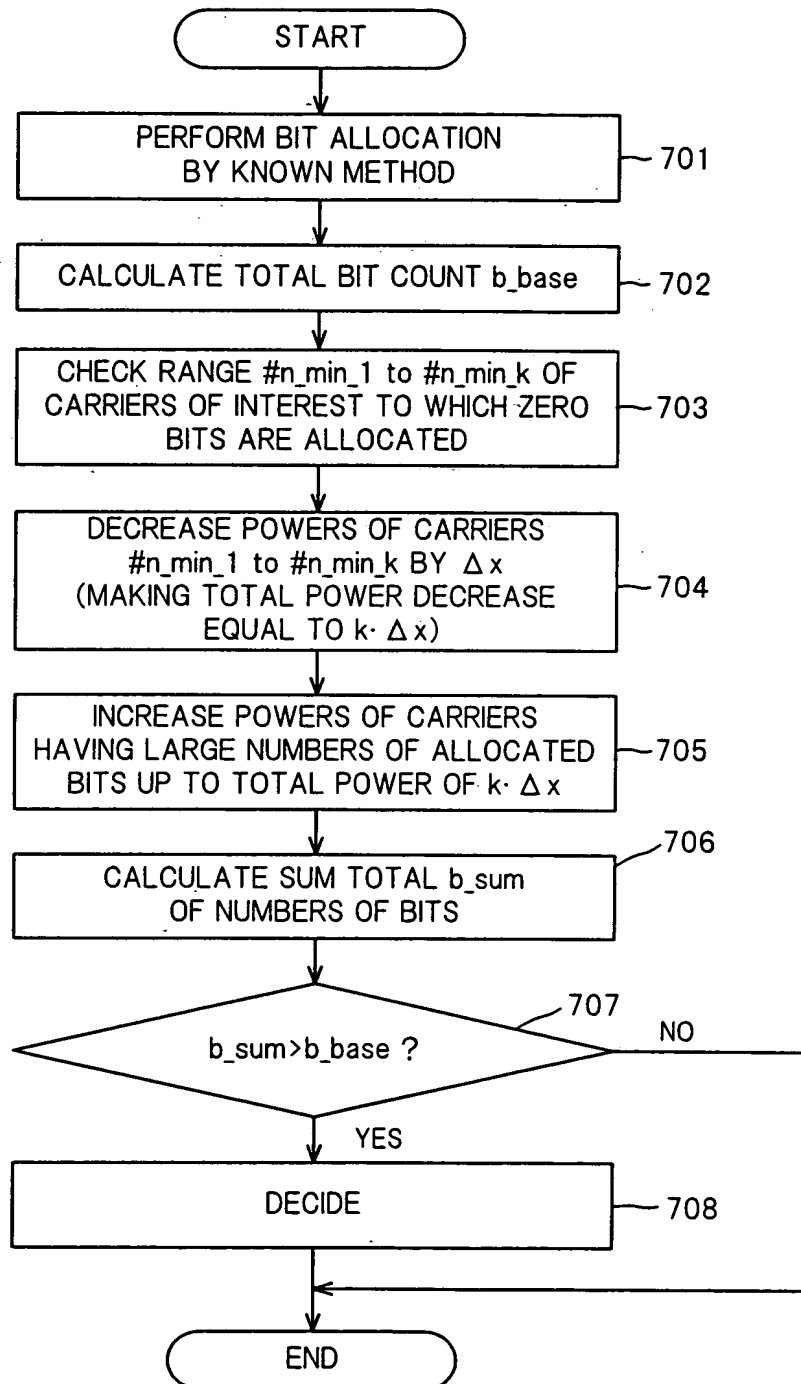 START
PERFORM BIT ALLOCATION
BY KNOWN METHOD
701
CALCULATE TOTAL BIT COUNT b_base
702
CHECK RANGE #n_min_1 to #n_min_k OF
CARRIERS OF INTEREST TO WHICH ZERO
BITS ARE ALLOCATED
703
DECREASE POWERS OF CARRIERS
#n_min_1 to #n_min_k BY Δx
(MAKING TOTAL POWER DECREASE
EQUAL TO k· Δx)
704
INCREASE POWERS OF CARRIERS
HAVING LARGE NUMBERS OF ALLOCATED
BITS UP TO TOTAL POWER OF k· Δx
705
706
CALCULATE SUM TOTAL b_sum
OF NUMBERS OF BITS
707
b_sum>b_base ?
NO
YES
DECIDE
708
END